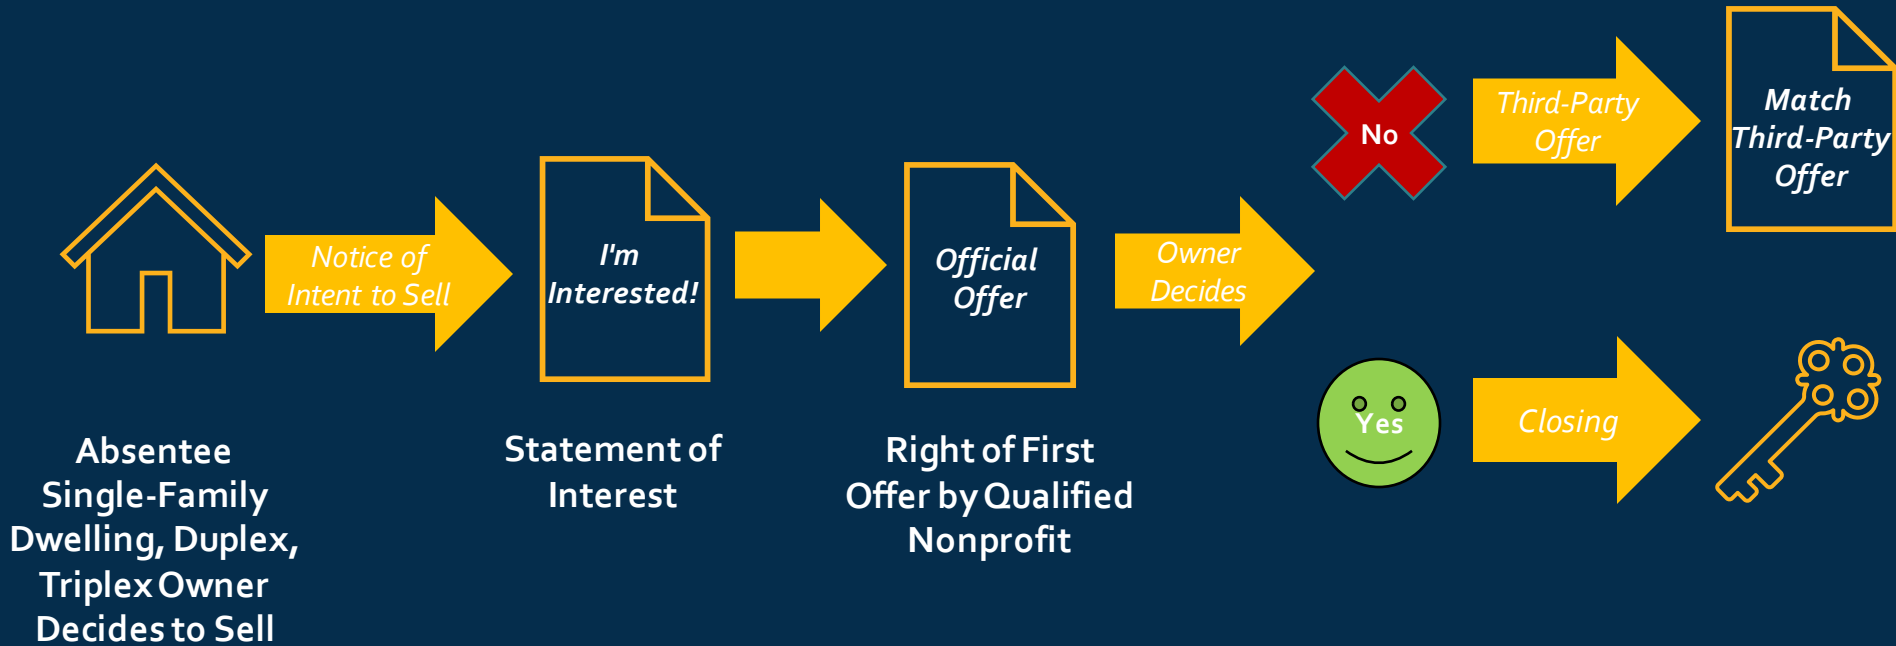 Absentee
Single-Family
Dwelling, Duplex,
Triplex Owner
Decides to Sell
Notice of
Intent to Sell
I'm
Interested!
Statement of
Interest
Official
Offer
Right of First
Offer by Qualified
Nonprofit
Owner
Decides
No
Third-Party
Offer
Match
Third-Party
Offer
Yes
Closing